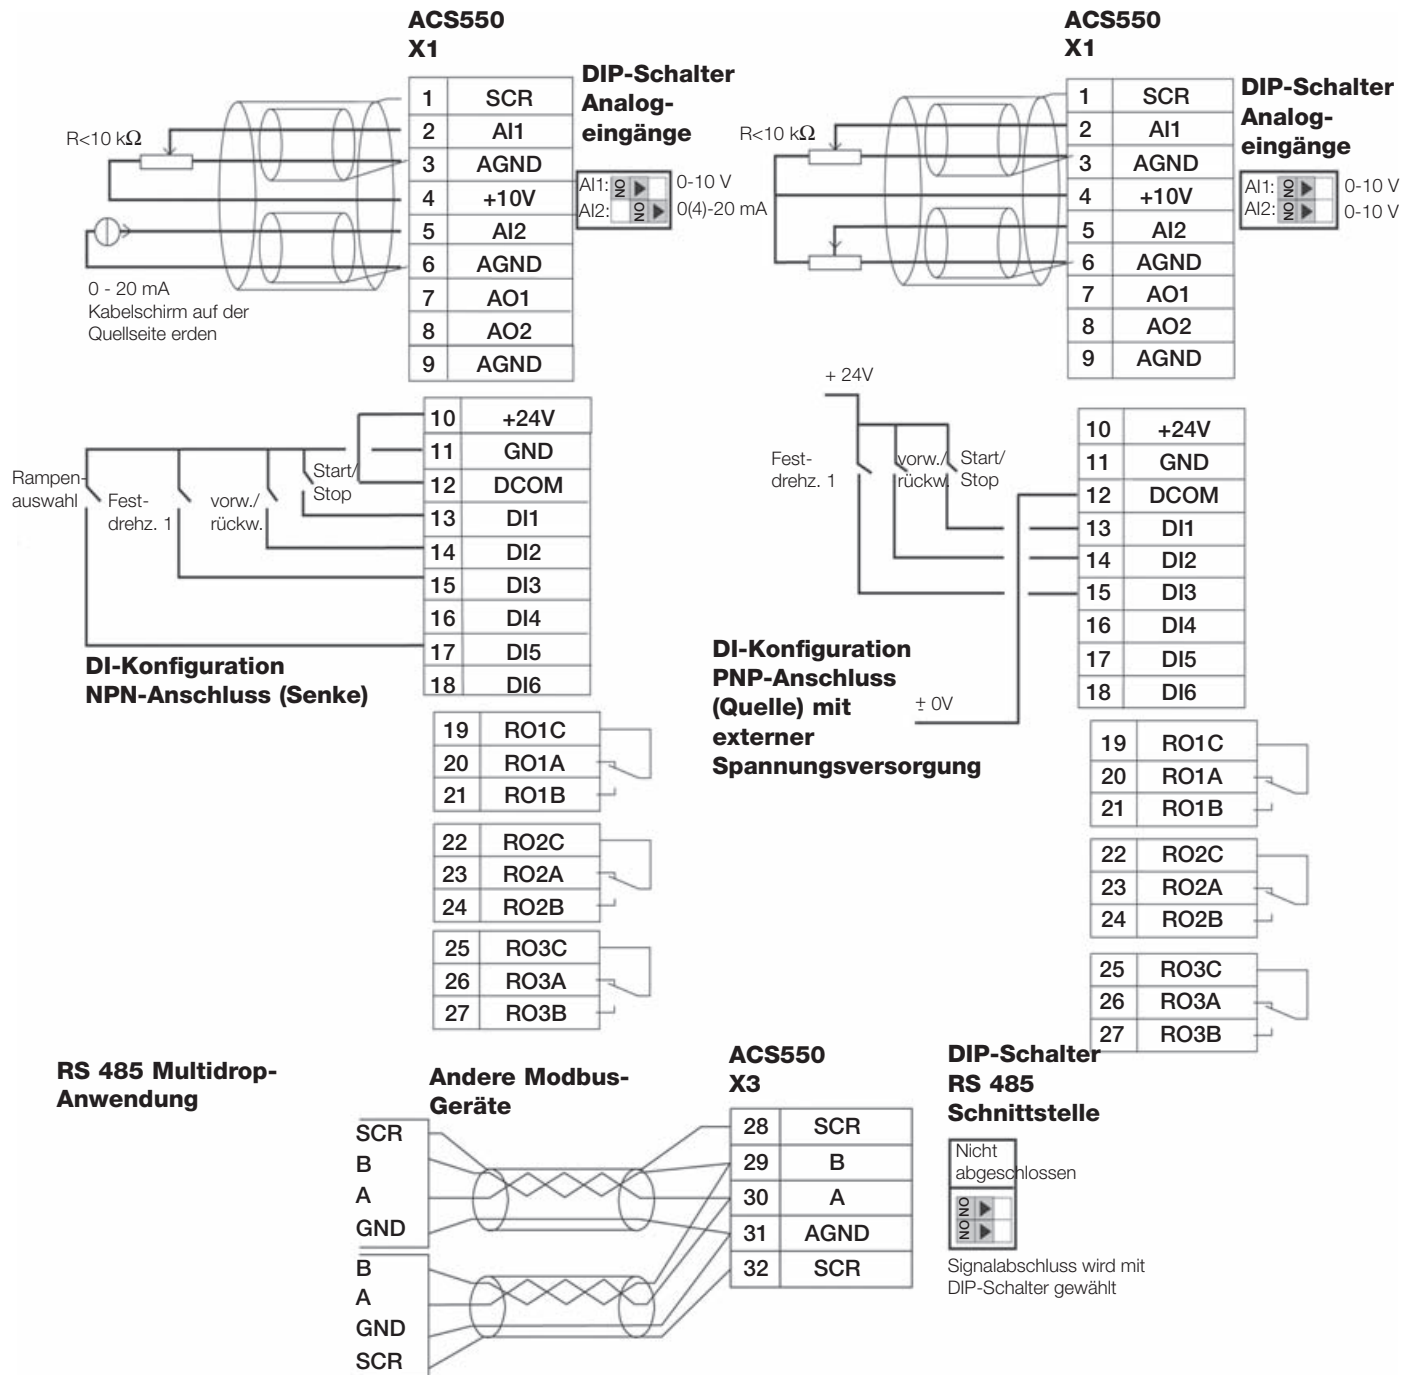 ACS550
X1
DIP-Schalter
Analog-
eingänge
1 SCR
2 AI1
3 AGND
4 +10V
5 AI2
6 AGND
7 AO1
8 AO2
9 AGND
R<10 kΩ
AI1: ON 0-10 V
AI2: ON 0(4)-20 mA
0 - 20 mA
Kabelschirm auf der
Quellseite erden
10 +24V
11 GND
12 DCOM
13 DI1
14 DI2
15 DI3
16 DI4
17 DI5
18 DI6
Rampen-
auswahl
Fest-
drehz. 1
vorw./
rückw.
Start/
Stop
DI-Konfiguration
NPN-Anschluss (Senke)
19 RO1C
20 RO1A
21 RO1B
22 RO2C
23 RO2A
24 RO2B
25 RO3C
26 RO3A
27 RO3B
ACS550
X1
DIP-Schalter
Analog-
eingänge
1 SCR
2 AI1
3 AGND
4 +10V
5 AI2
6 AGND
7 AO1
8 AO2
9 AGND
R<10 kΩ
AI1: ON 0-10 V
AI2: ON 0-10 V
+ 24V
10 +24V
11 GND
12 DCOM
13 DI1
14 DI2
15 DI3
16 DI4
17 DI5
18 DI6
Fest-
drehz. 1
vorw./
rückw.
Start/
Stop
DI-Konfiguration
PNP-Anschluss
(Quelle) mit
externer
Spannungsversorgung
± 0V
19 RO1C
20 RO1A
21 RO1B
22 RO2C
23 RO2A
24 RO2B
25 RO3C
26 RO3A
27 RO3B
RS 485 Multidrop-
Anwendung
Andere Modbus-
Geräte
SCR
B
A
GND
B
A
GND
SCR
ACS550
X3
28 SCR
29 B
30 A
31 AGND
32 SCR
DIP-Schalter
RS 485
Schnittstelle
Nicht
abgeschlossen
ON
ON
Signalabschluss wird mit
DIP-Schalter gewählt